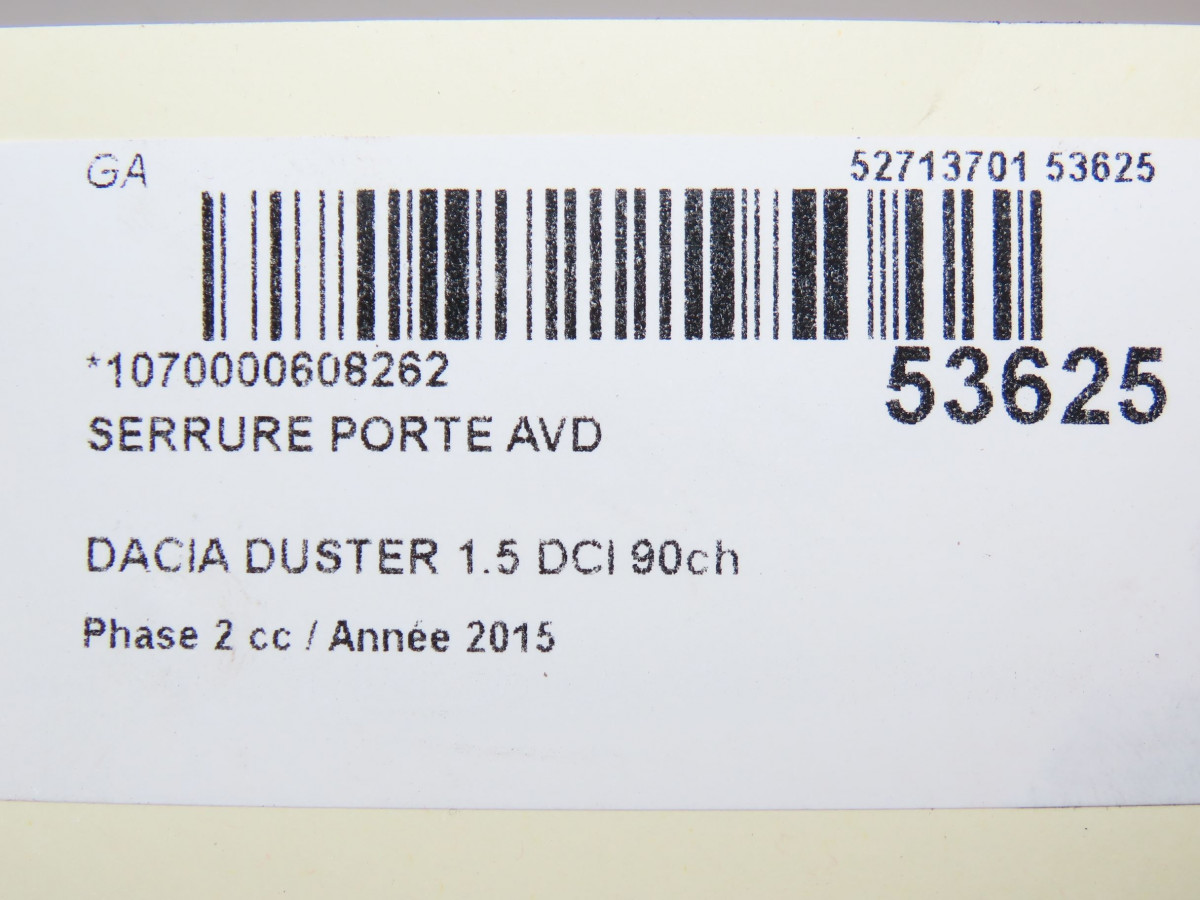 GA
52713701 53625
*1070000608262
53625
SERRURE PORTE AVD
DACIA DUSTER 1.5 DCI 90ch
Phase 2 cc / Année 2015